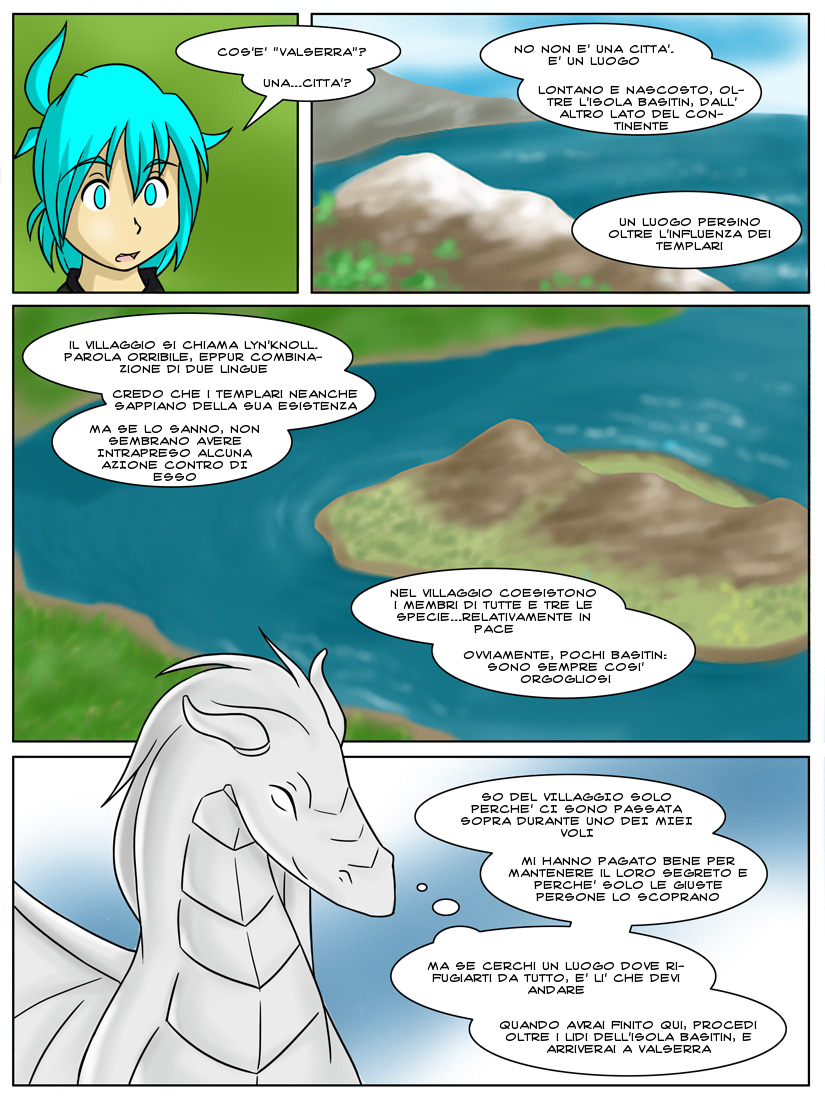 COS'E' "VALSERRA"?
UNA...CITTA'?
NO NON E' UNA CITTA'.
E' UN LUOGO
LONTANO E NASCOSTO, OL-
TRE L'ISOLA BASITIN, DALL'
ALTRO LATO DEL CON-
TINENTE
UN LUOGO PERSINO
OLTRE L'INFLUENZA DEI
TEMPLARI
IL VILLAGGIO SI CHIAMA LYN'KNOLL.
PAROLA ORRIBILE, EPPUR COMBINA-
ZIONE DI DUE LINGUE
CREDO CHE I TEMPLARI NEANCHE
SAPPIANO DELLA SUA ESISTENZA
MA SE LO SANNO, NON
SEMBRANO AVERE
INTRAPRESO ALCUNA
AZIONE CONTRO DI
ESSO
NEL VILLAGGIO COESISTONO
I MEMBRI DI TUTTE E TRE LE
SPECIE...RELATIVAMENTE IN
PACE
OVVIAMENTE, POCHI BASITIN:
SONO SEMPRE COSI'
ORGOGLIOSI
SO DEL VILLAGGIO SOLO
PERCHE' CI SONO PASSATA
SOPRA DURANTE UNO DEI MIEI
VOLI
MI HANNO PAGATO BENE PER
MANTENERE IL LORO SEGRETO E
PERCHE' SOLO LE GIUSTE
PERSONE LO SCOPRANO
MA SE CERCHI UN LUOGO DOVE RI-
FUGIARTI DA TUTTO, E' LI' CHE DEVI
ANDARE
QUANDO AVRAI FINITO QUI, PROCEDI
OLTRE I LIDI DELL'ISOLA BASITIN, E
ARRIVERAI A VALSERRA